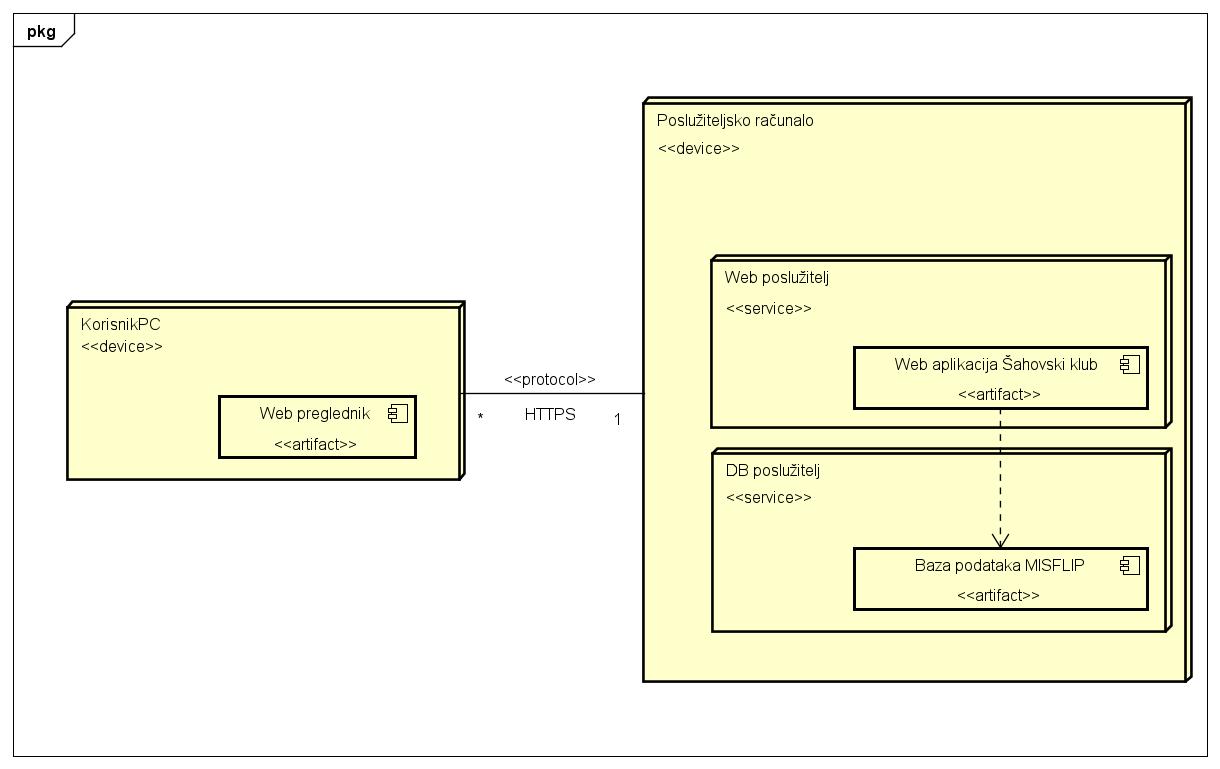 pkg
Poslužiteljsko računalo
<<device>>
Web poslužitelj
<<service>>
Web aplikacija Šahovski klub
<<artifact>>
KorisnikPC
<<device>>
Web preglednik
<<artifact>>
<<protocol>>
* HTTPS 1
DB poslužitelj
<<service>>
Baza podataka MISFLIP
<<artifact>>